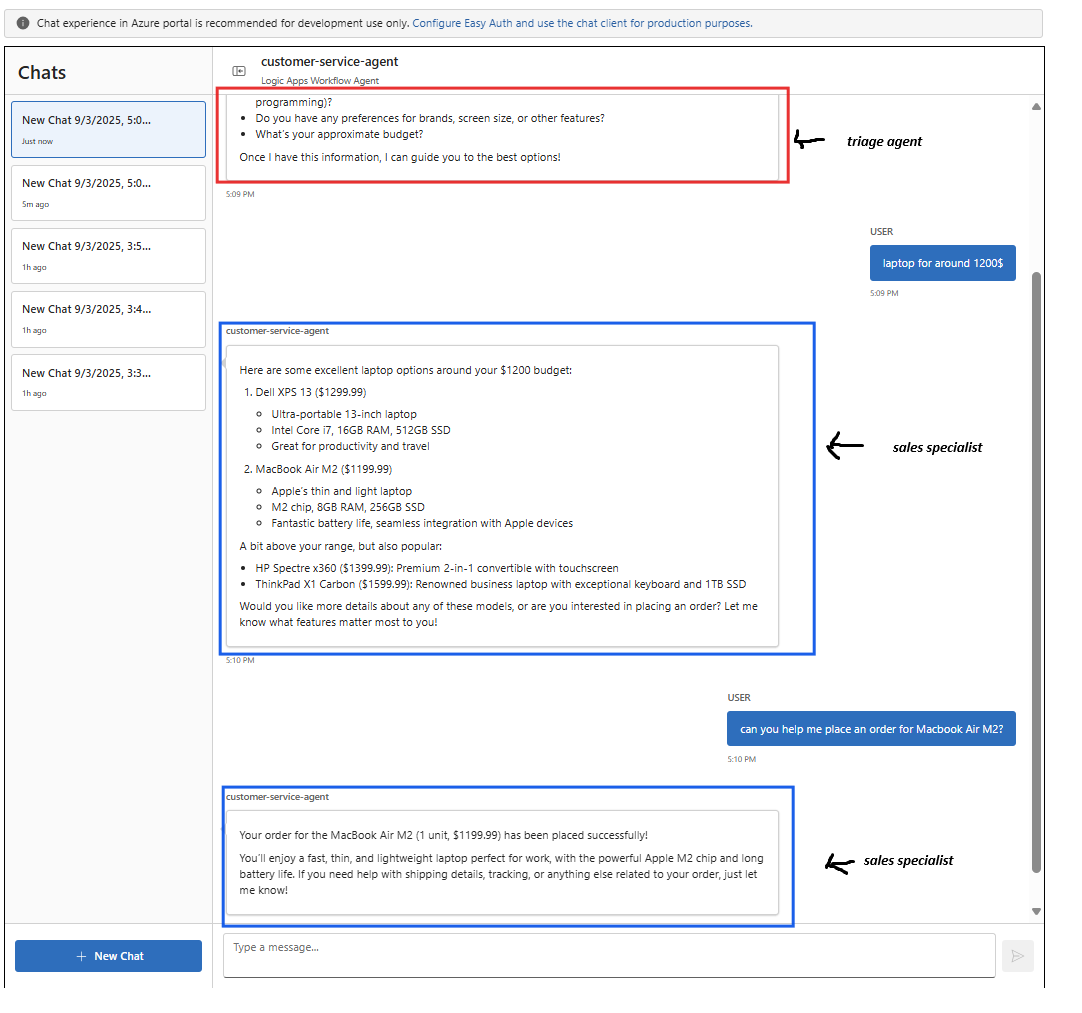 Chat experience in Azure portal is recommended for development use only. Configure Easy Auth and use the chat client for production purposes.
Chats
New Chat 9/3/2025, 5:0...
Just now
New Chat 9/3/2025, 5:0...
5m ago
New Chat 9/3/2025, 3:5...
1h ago
New Chat 9/3/2025, 3:4...
1h ago
New Chat 9/3/2025, 3:3...
1h ago
+ New Chat
customer-service-agent
Logic Apps Workflow Agent
programming)?
• Do you have any preferences for brands, screen size, or other features?
• What's your approximate budget?
Once I have this information, I can guide you to the best options!
triage agent
5:09 PM
USER
laptop for around 1200$
5:09 PM
customer-service-agent
Here are some excellent laptop options around your $1200 budget:
1. Dell XPS 13 ($1299.99)
Ultra-portable 13-inch laptop
Intel Core i7, 16GB RAM, 512GB SSD
Great for productivity and travel
2. MacBook Air M2 ($1199.99)
Apple's thin and light laptop
M2 chip, 8GB RAM, 256GB SSD
Fantastic battery life, seamless integration with Apple devices
A bit above your range, but also popular:
• HP Spectre x360 ($1399.99): Premium 2-in-1 convertible with touchscreen
• ThinkPad X1 Carbon ($1599.99): Renowned business laptop with exceptional keyboard and 1TB SSD
Would you like more details about any of these models, or are you interested in placing an order? Let me
know what features matter most to you!
sales specialist
5:10 PM
USER
can you help me place an order for Macbook Air M2?
5:10 PM
customer-service-agent
Your order for the MacBook Air M2 (1 unit, $1199.99) has been placed successfully!
You'll enjoy a fast, thin, and lightweight laptop perfect for work, with the powerful Apple M2 chip and long
battery life. If you need help with shipping details, tracking, or anything else related to your order, just let
me know!
sales specialist
Type a message...